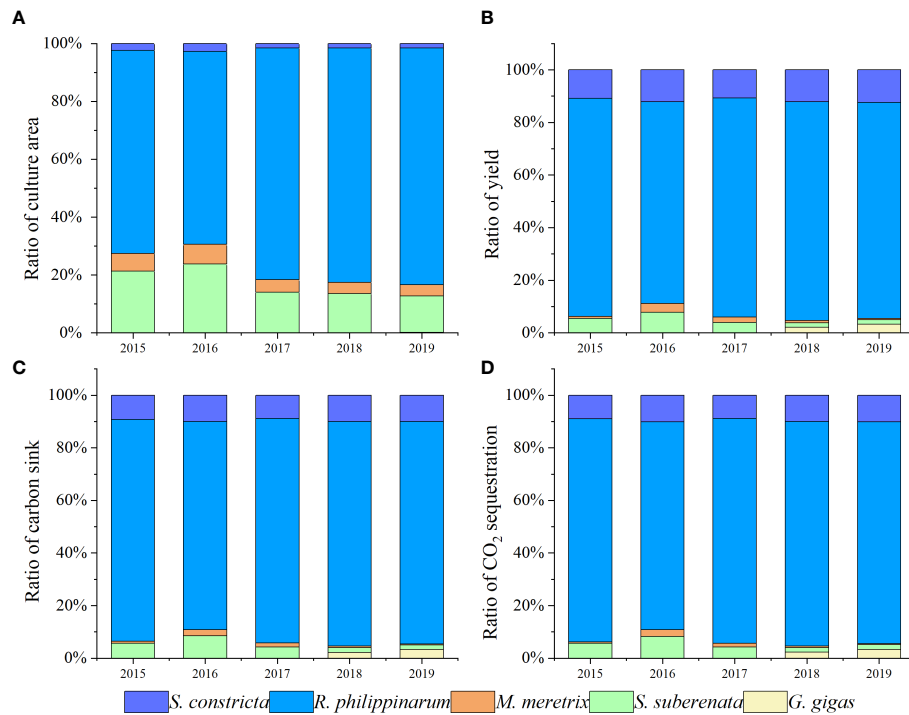 A
Ratio of culture area
100%
80%
60%
40%
20%
0%
2015 2016 2017 2018 2019
B
Ratio of yield
100%
80%
60%
40%
20%
0%
2015 2016 2017 2018 2019
C
Ratio of carbon sink
100%
80%
60%
40%
20%
0%
2015 2016 2017 2018 2019
D
Ratio of CO₂ sequestration
100%
80%
60%
40%
20%
0%
2015 2016 2017 2018 2019
S. constricta R. philippinarum M. meretrix S. suberenata G. gigas